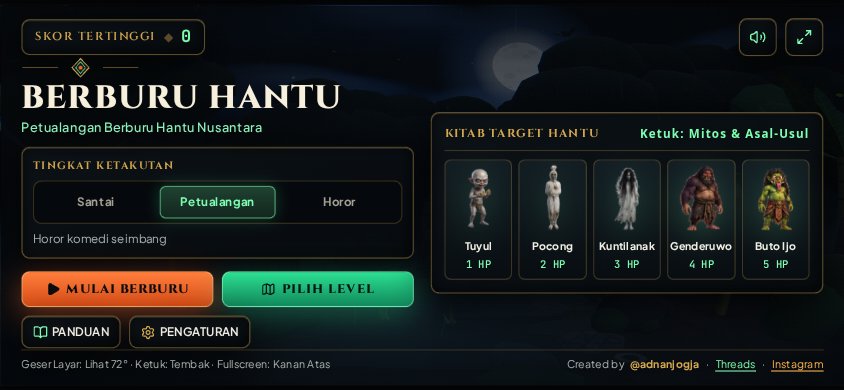 SKOR TERTINGGI ◆ 0
BERBURU HANTU
Petualangan Berburu Hantu Nusantara
TINGKAT KETAKUTAN
Santai
Petualangan
Horor
Horor komedi seimbang
MULAI BERBURU
PILIH LEVEL
PANDUAN
PENGATURAN
KITAB TARGET HANTU
Ketuk: Mitos & Asal-Usul
Tuyul
1 HP
Pocong
2 HP
Kuntilanak
3 HP
Genderuwo
4 HP
Buto Ijo
5 HP
Geser Layar: Lihat 72° · Ketuk: Tembak · Fullscreen: Kanan Atas
Created by @adnanjogja · Threads · Instagram